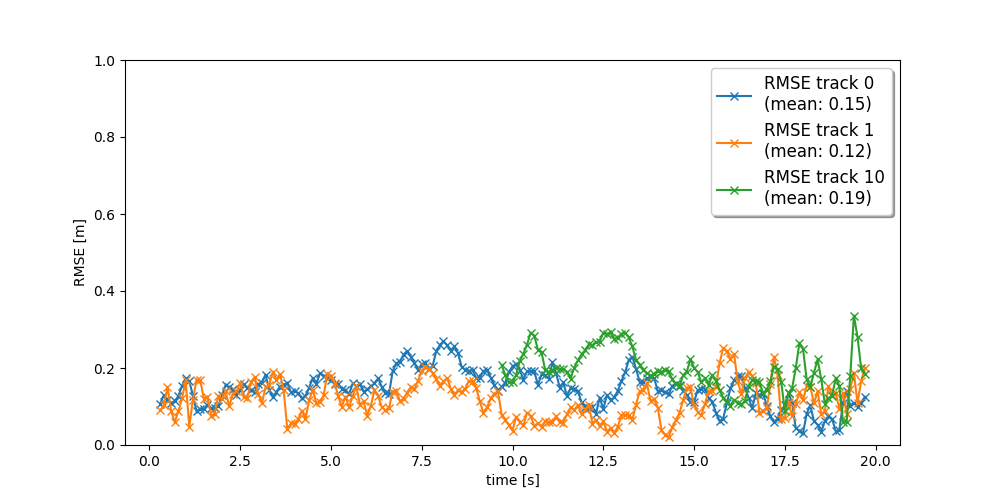 1.0
0.8
0.6
0.4
0.2
0.0
RMSE [m]
0.0 2.5 5.0 7.5 10.0 12.5 15.0 17.5 20.0
time [s]
RMSE track 0
(mean: 0.15)
RMSE track 1
(mean: 0.12)
RMSE track 10
(mean: 0.19)